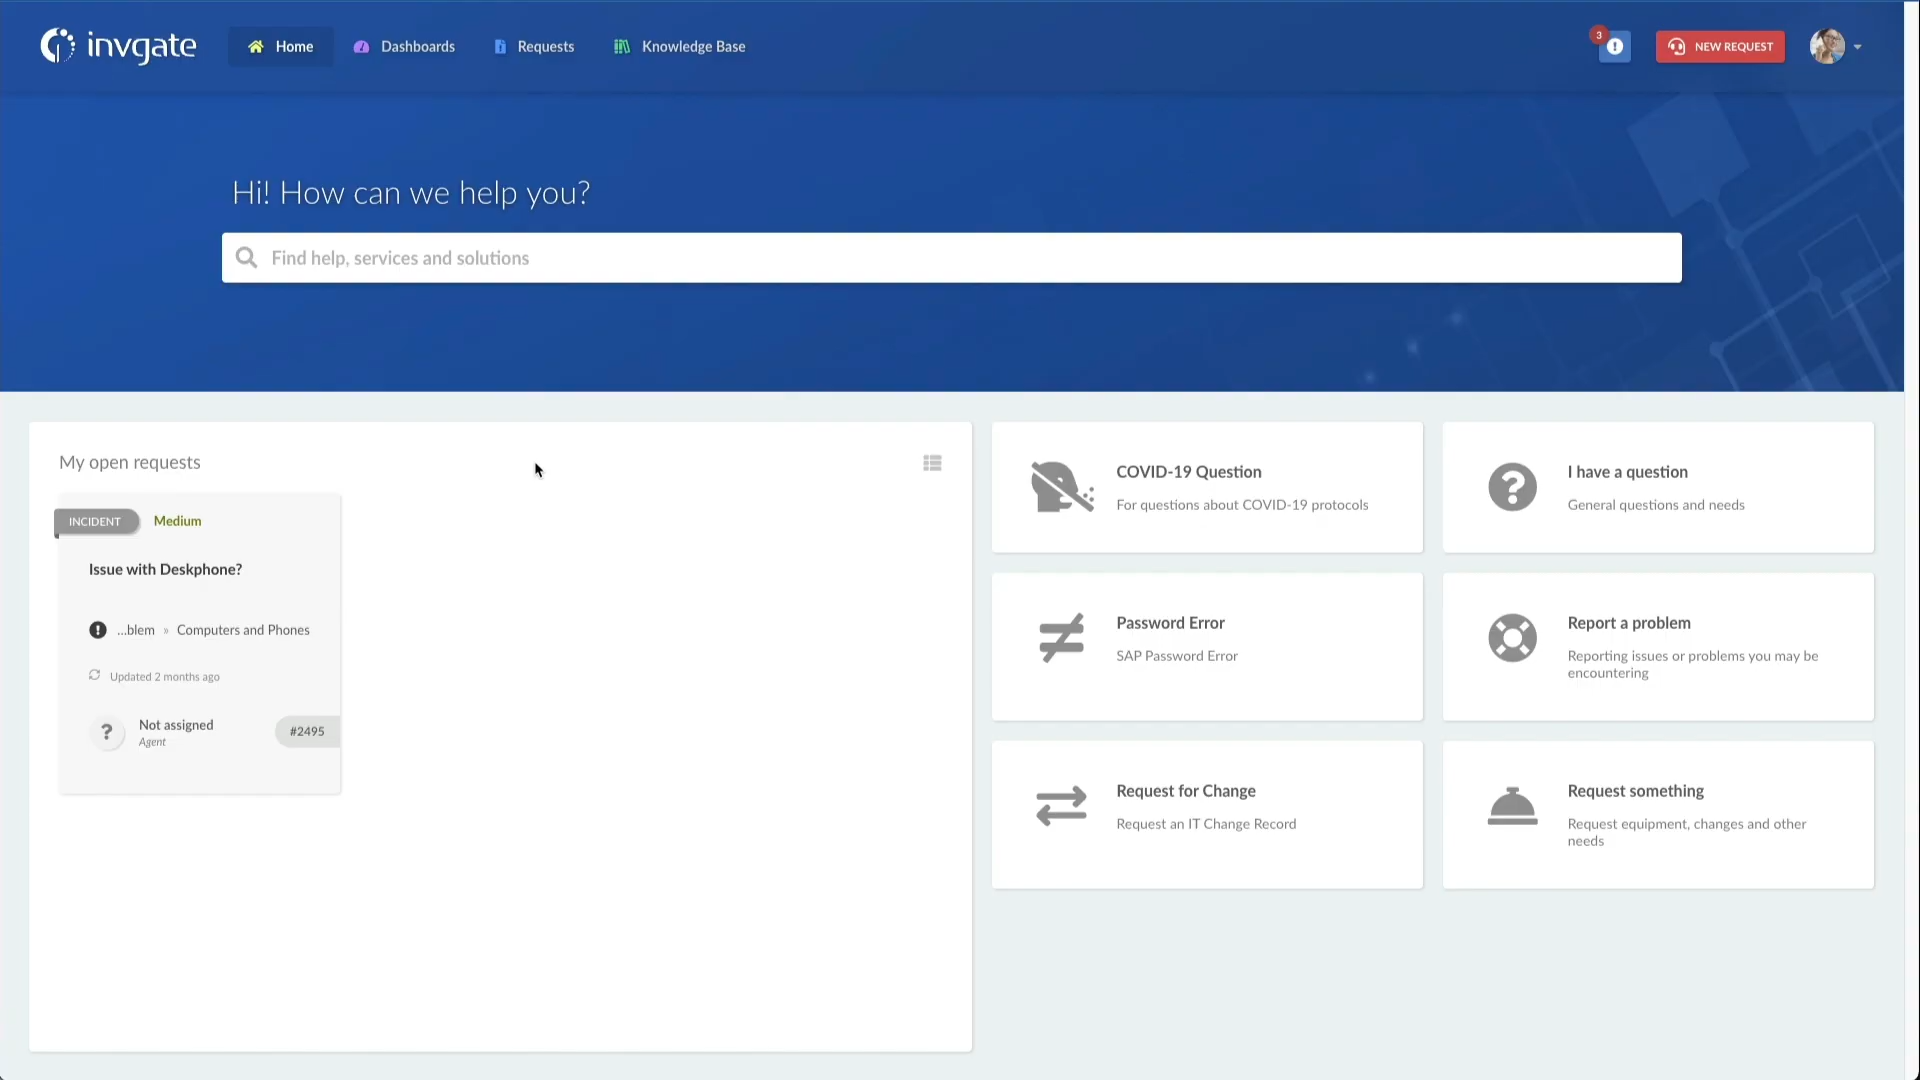 invgate
Home
Dashboards
Requests
Knowledge Base
3
NEW REQUEST
Hi! How can we help you?
Find help, services and solutions
My open requests
INCIDENT
Medium
Issue with Deskphone?
...blem » Computers and Phones
Updated 2 months ago
Not assigned
Agent
#2495
COVID-19 Question
For questions about COVID-19 protocols
I have a question
General questions and needs
Password Error
SAP Password Error
Report a problem
Reporting issues or problems you may be
encountering
Request for Change
Request an IT Change Record
Request something
Request equipment, changes and other
needs